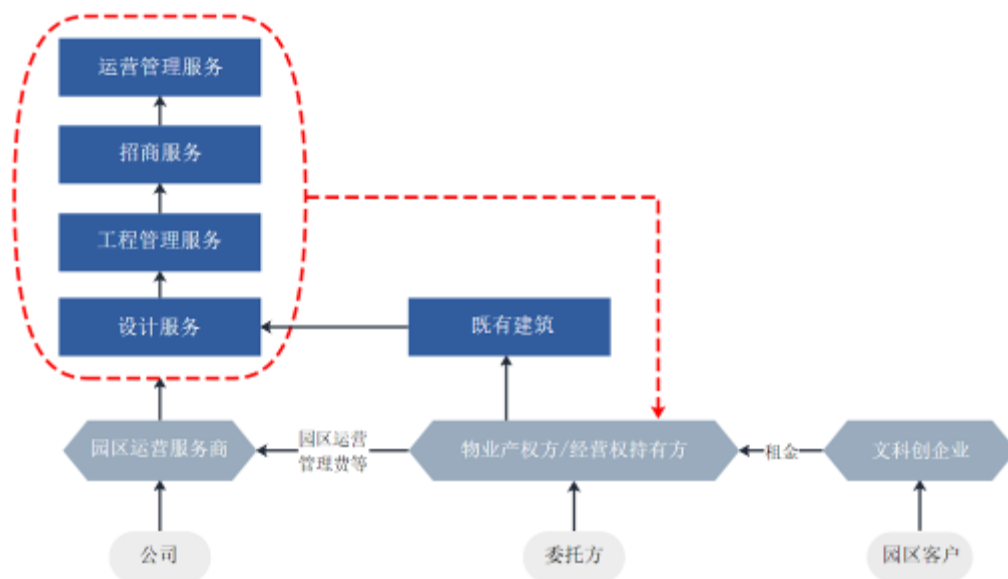 运营管理服务
招商服务
工程管理服务
设计服务
既有建筑
园区运营服务商
园区运营
管理费等
物业产权方/经营权持有方
租金
文科创企业
公司
委托方
园区客户